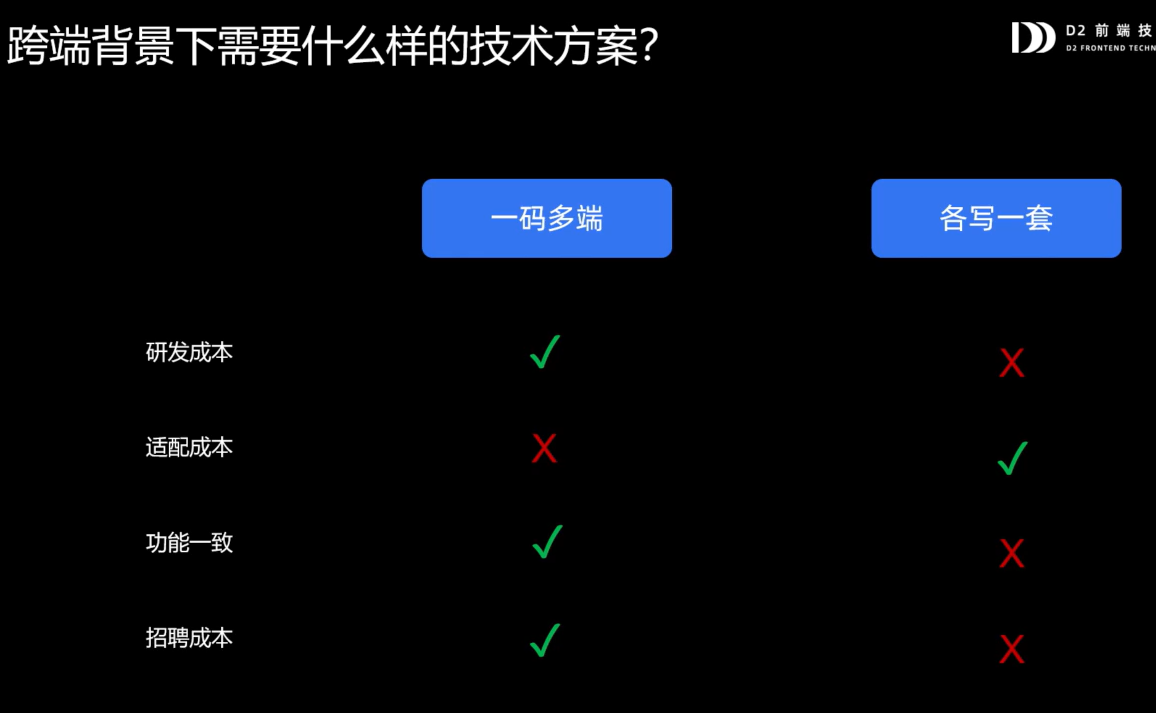 跨端背景下需要什么样的技术方案?
D2 前 端 技
D2 FRONTEND TECHN
一码多端
各写一套
研发成本
✓
X
适配成本
X
✓
功能一致
✓
X
招聘成本
✓
X